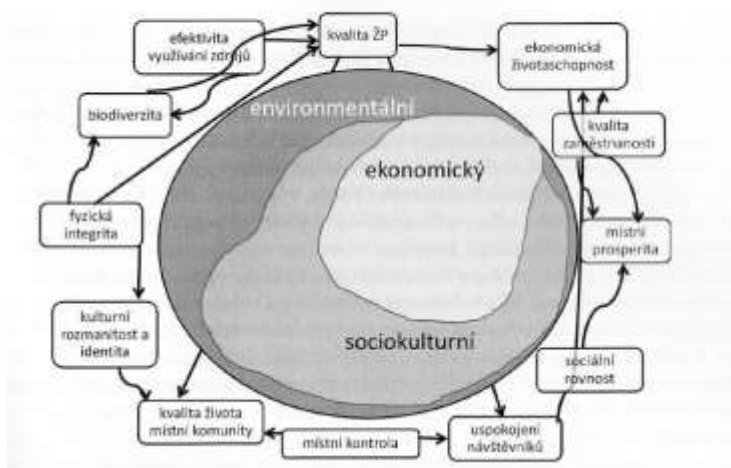 efektivita
využívání zdrojů
kvalita ŽP
ekonomická
životaschopnost
biodiverzita
environmentální
kvalita
zaměstnanosti
ekonomický
fyzická
integrita
místní
prosperita
kulturní
rozmanitost a
identita
sociokulturní
sociální
rovnost
kvalita života
místní komunity
místní kontrola
uspokojení
návštěvníků